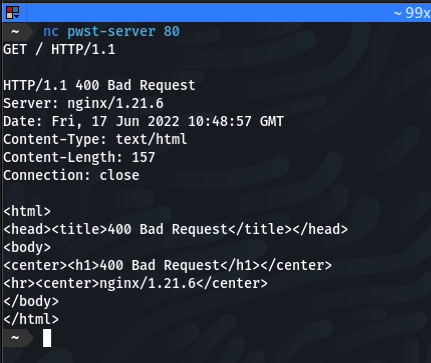 ~ 99x
~ nc pwst-server 80
GET / HTTP/1.1
HTTP/1.1 400 Bad Request
Server: nginx/1.21.6
Date: Fri, 17 Jun 2022 10:48:57 GMT
Content-Type: text/html
Content-Length: 157
Connection: close
<html>
<head><title>400 Bad Request</title></head>
<body>
<center><h1>400 Bad Request</h1></center>
<hr><center>nginx/1.21.6</center>
</body>
</html>
~